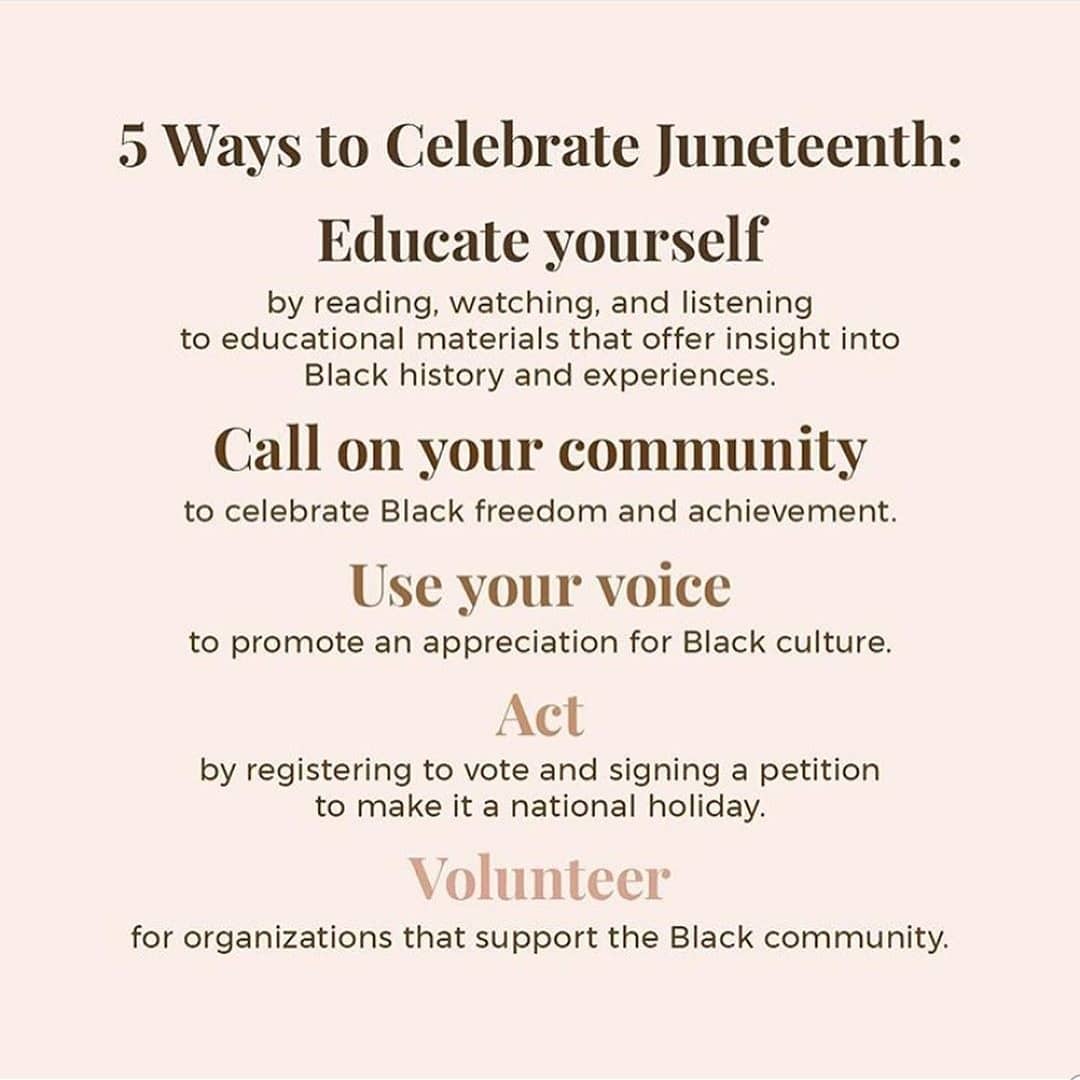 5 Ways to Celebrate Juneteenth:
Educate yourself
by reading, watching, and listening
to educational materials that offer insight into
Black history and experiences.
Call on your community
to celebrate Black freedom and achievement.
Use your voice
to promote an appreciation for Black culture.
Act
by registering to vote and signing a petition
to make it a national holiday.
Volunteer
for organizations that support the Black community.